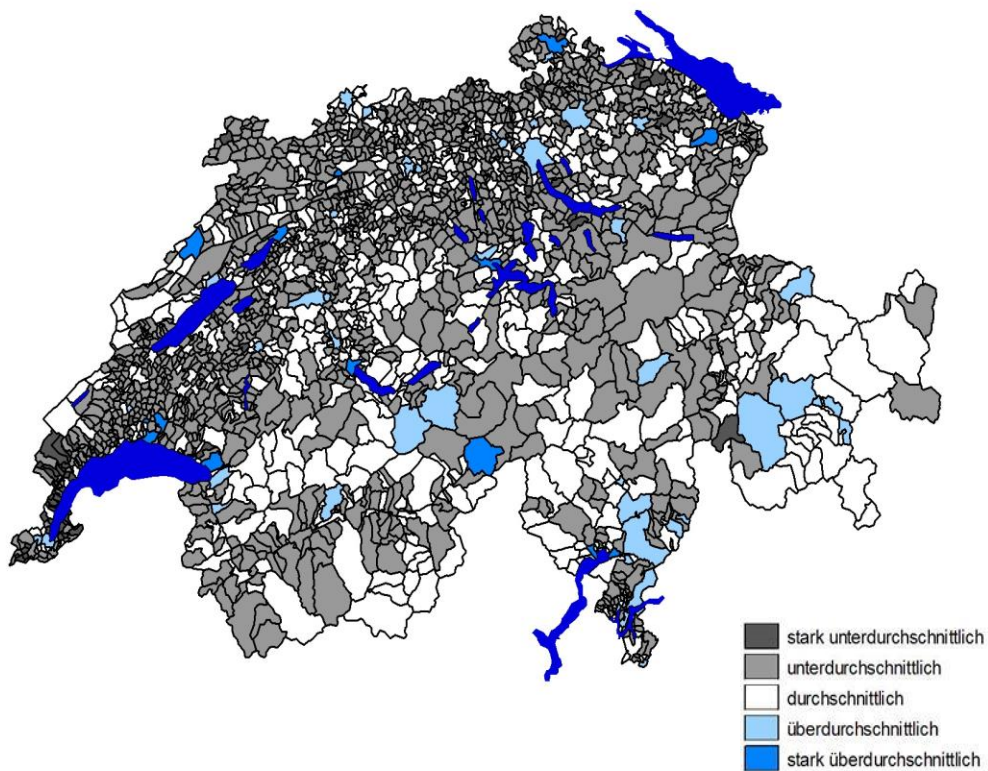 stark unterdurchschnittlich
unterdurchschnittlich
durchschnittlich
überdurchschnittlich
stark überdurchschnittlich